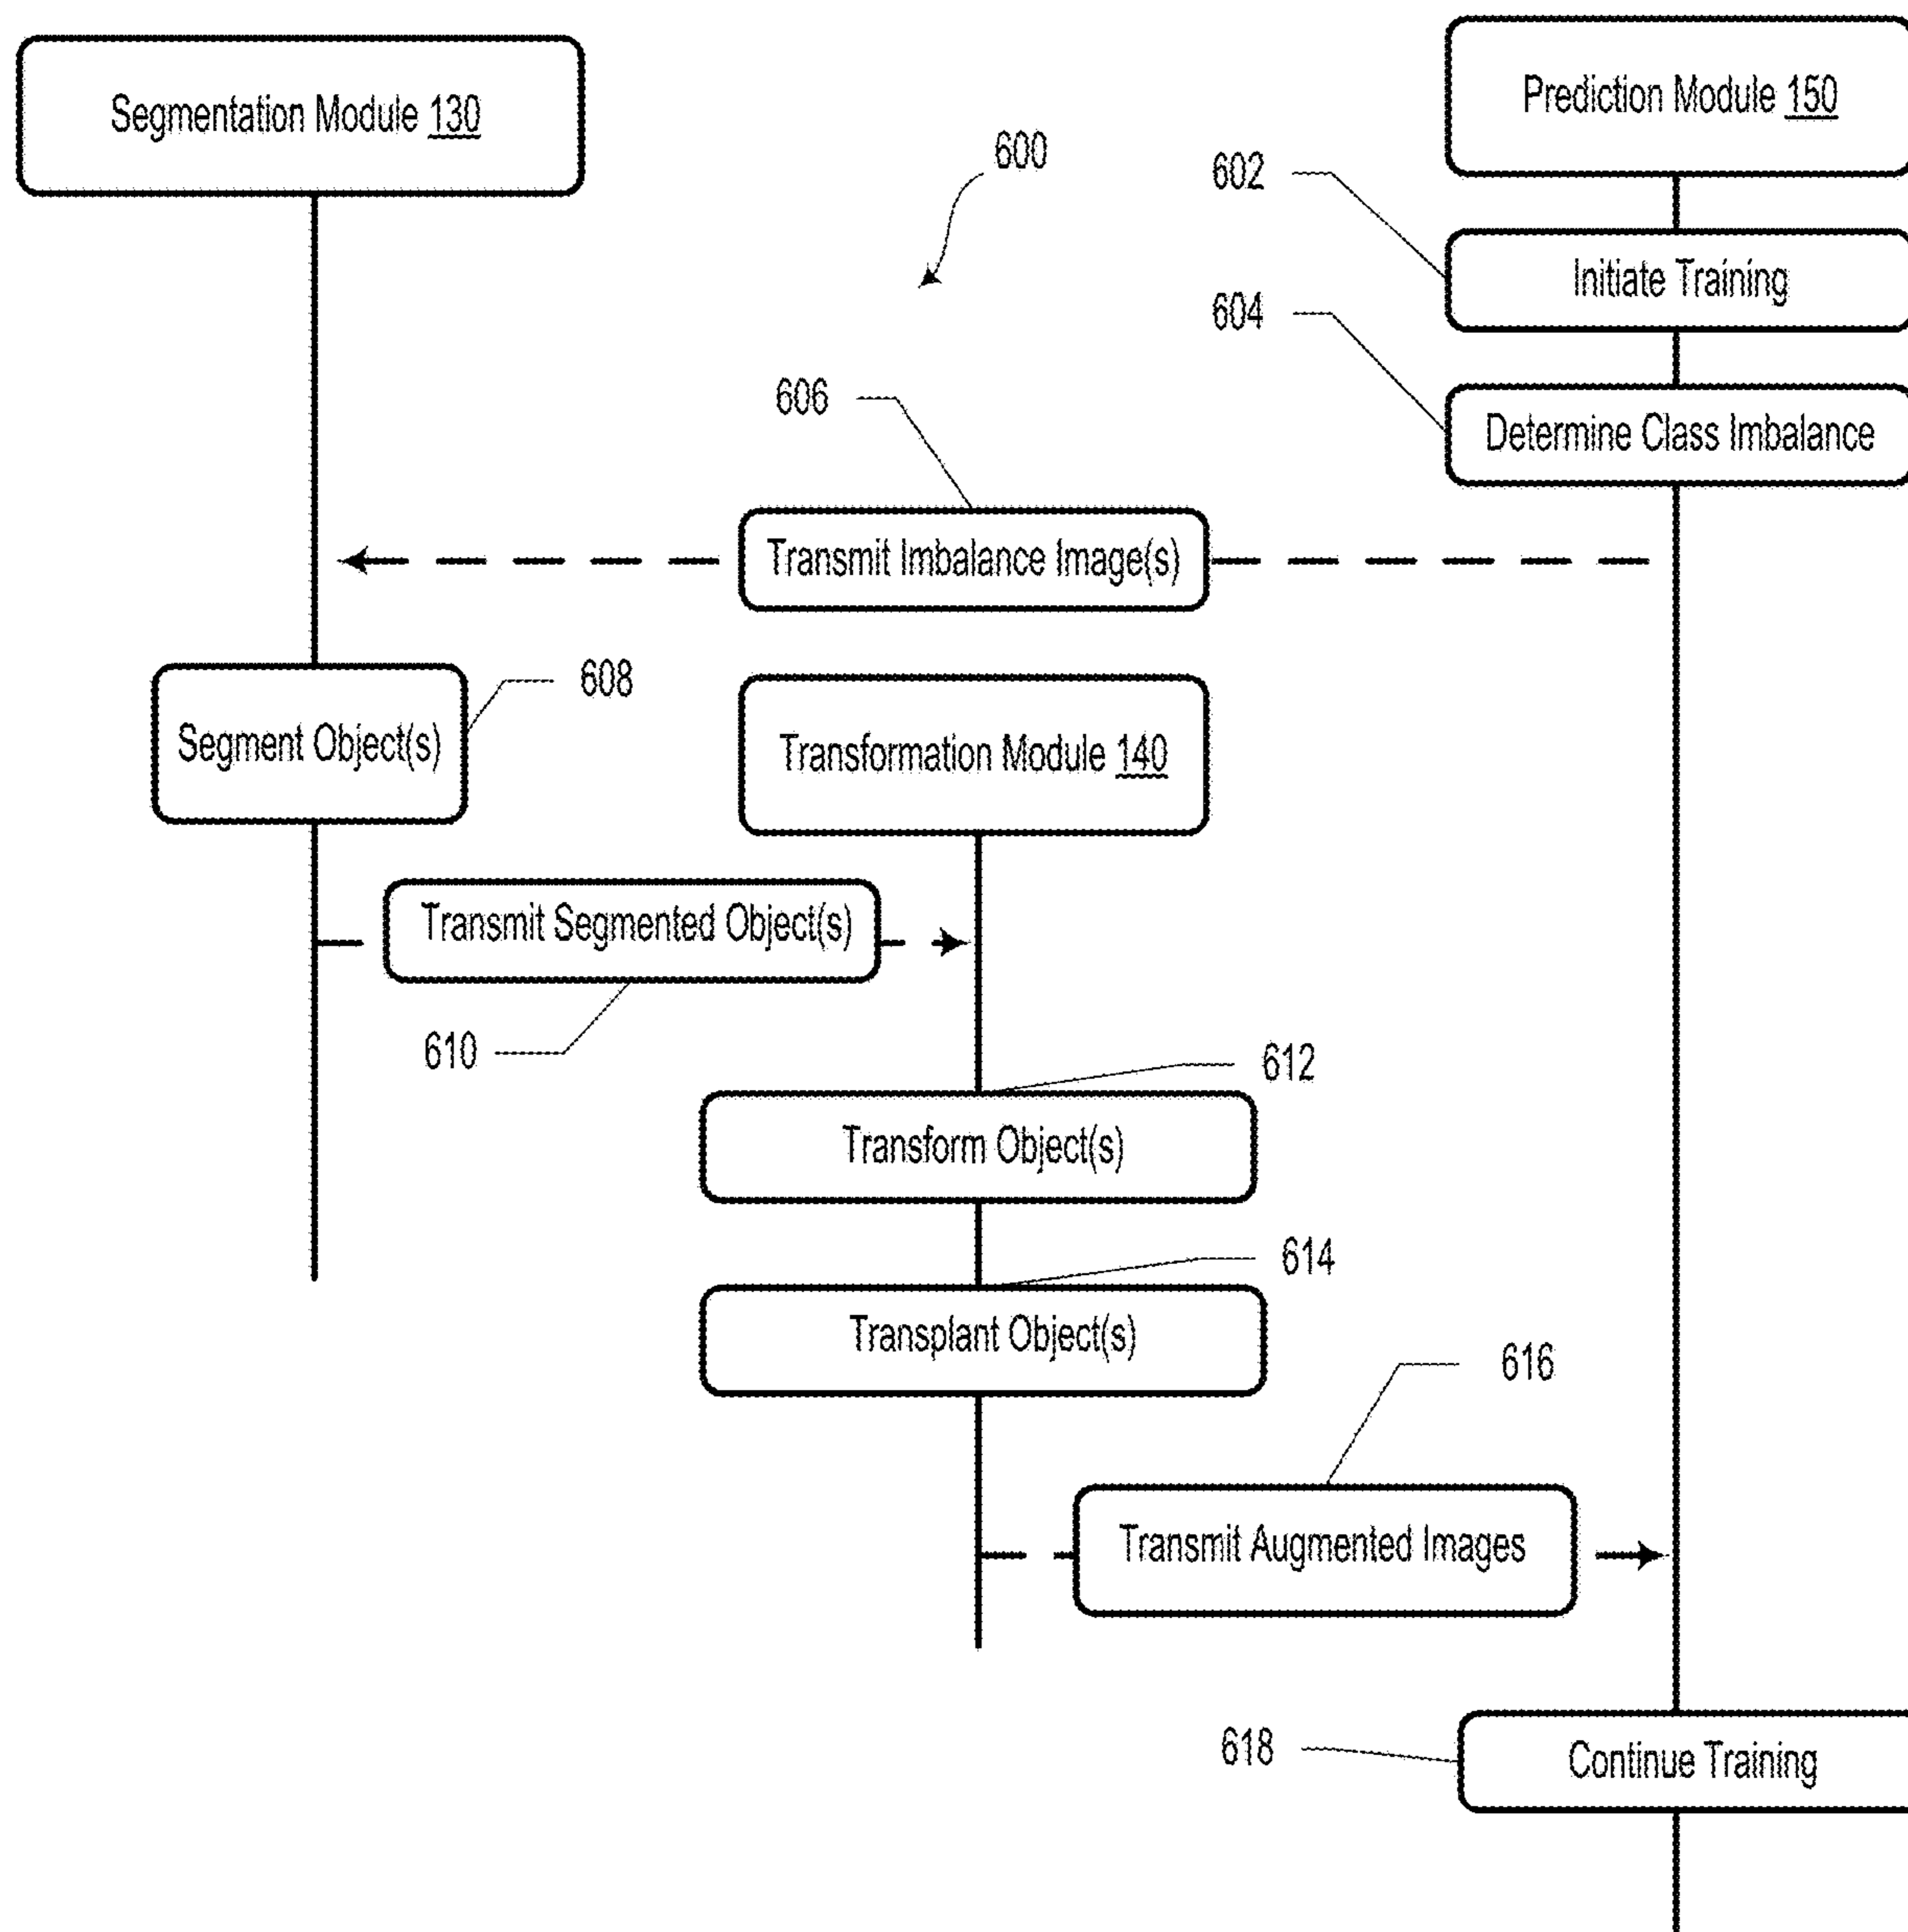 Segmentation Module 130
Prediction Module 150
600
602
Initiate Training
604
Determine Class Imbalance
606
Transmit Imbalance Image(s)
608
Segment Object(s)
Transformation Module 140
Transmit Segmented Object(s)
610
612
Transform Object(s)
614
Transplant Object(s)
616
Transmit Augmented Images
618
Continue Training